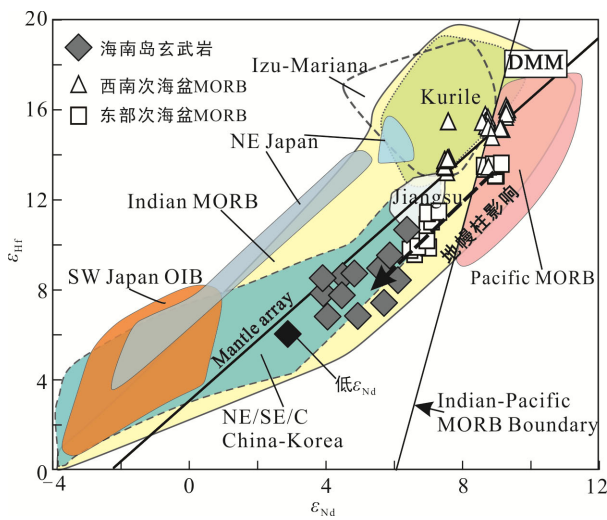 海南岛玄武岩
西南次海盆MORB
东部次海盆MORB
Izu-Mariana
DMM
Kurile
NE Japan
Jiangsu
Indian MORB
地幔柱影响
SW Japan OIB
Pacific MORB
Mantle array
低εNd
NE/SE/C
China-Korea
Indian-Pacific
MORB Boundary
εHf
20
16
12
8
4
0
−4
0
4
8
12
εNd